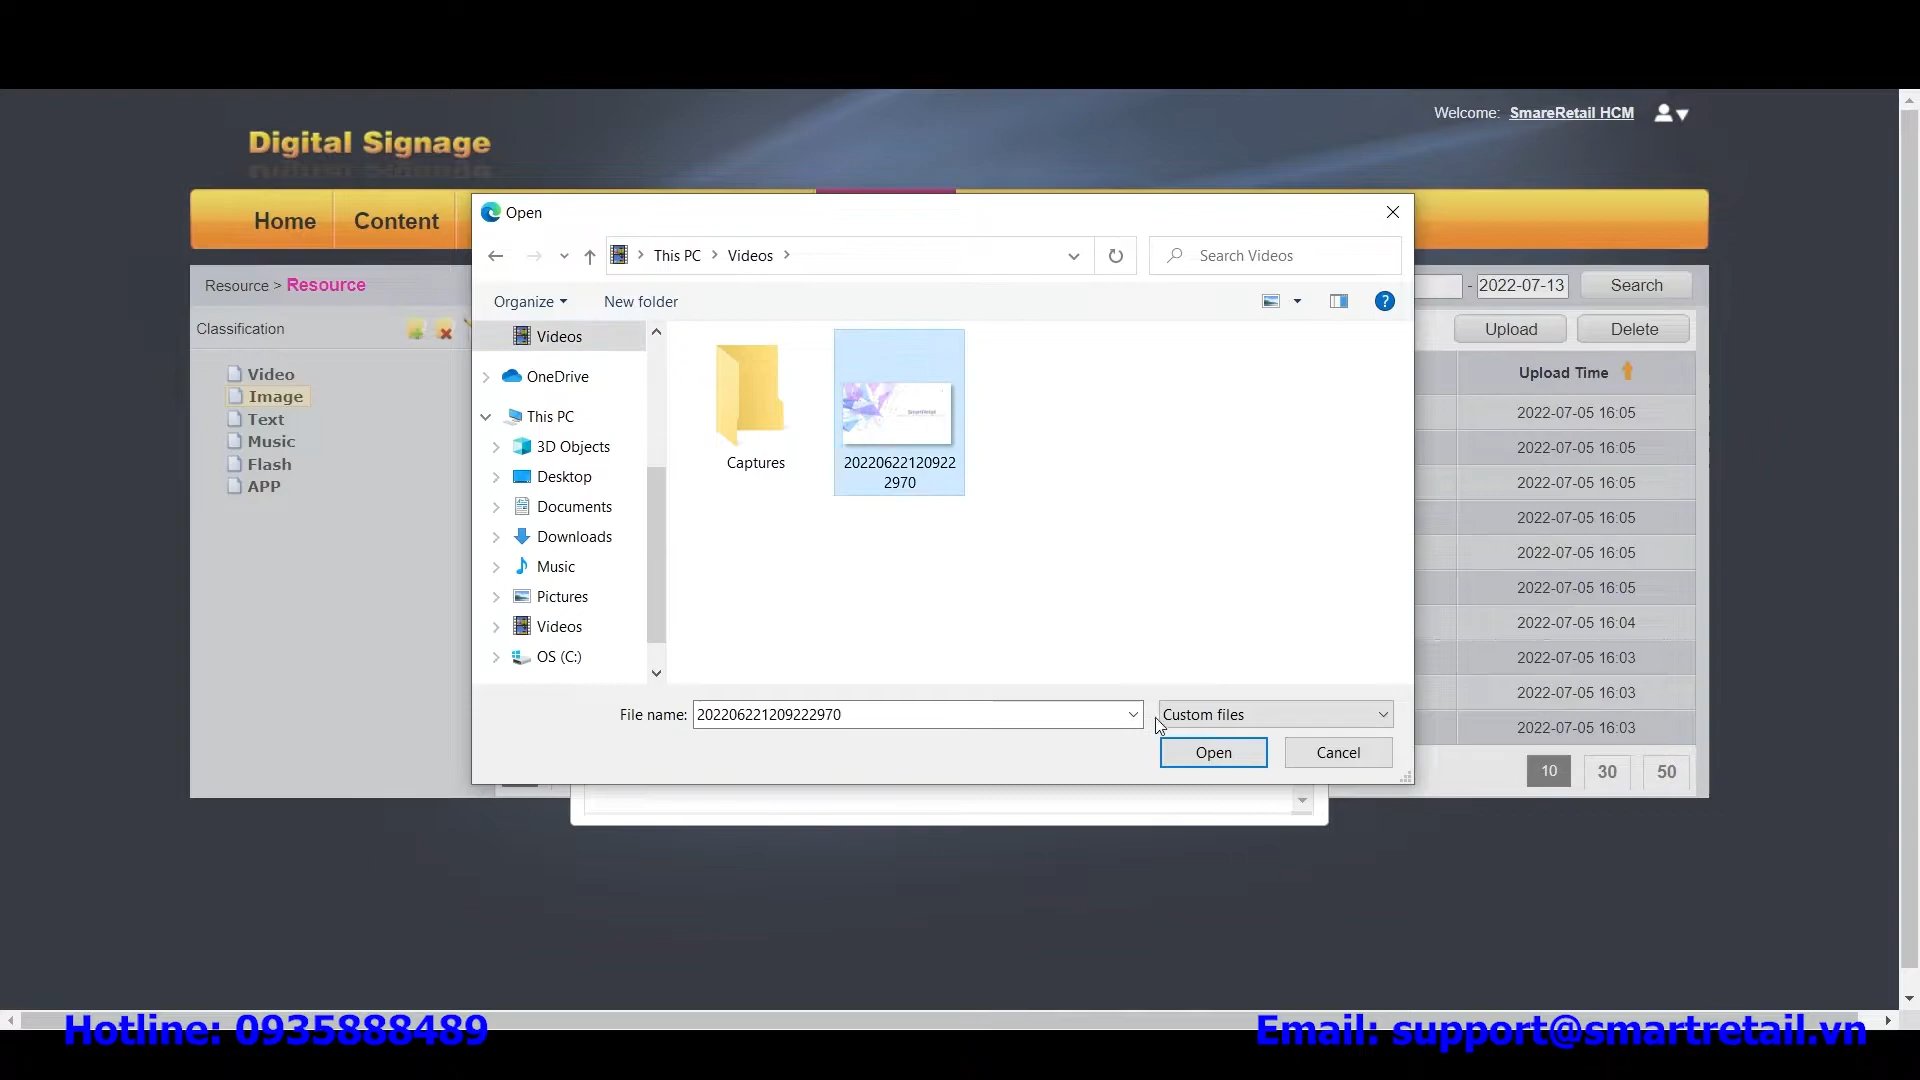 Welcome: SmareRetail HCM
Digital Signage
Home
Content
Open
This PC
Videos
Search Videos
Organize
New folder
Resource > Resource
- 2022-07-13
Search
Classification
Upload
Delete
Video
Image
Text
Music
Flash
APP
Videos
OneDrive
This PC
3D Objects
Desktop
Documents
Downloads
Music
Pictures
Videos
OS (C:)
Captures
20220622120922
2970
SmartRetail
Upload Time
2022-07-05 16:05
2022-07-05 16:05
2022-07-05 16:05
2022-07-05 16:05
2022-07-05 16:05
2022-07-05 16:05
2022-07-05 16:04
2022-07-05 16:03
2022-07-05 16:03
2022-07-05 16:03
File name: 202206221209222970
Custom files
Open
Cancel
10 30 50
Hotline: 0935888489
Email: support@smartretail.vn